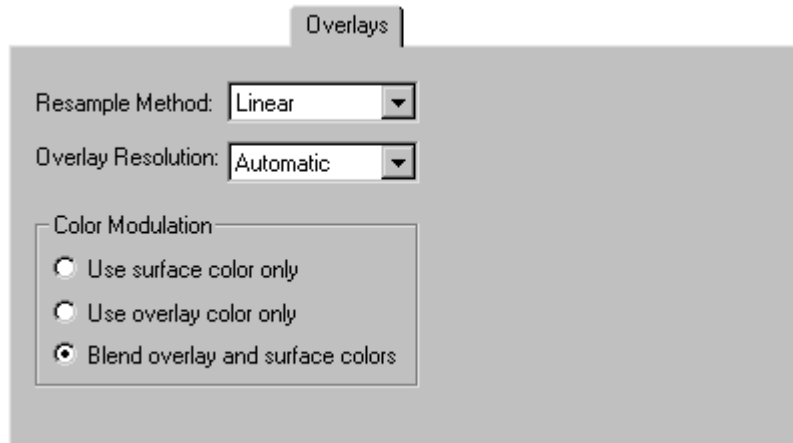 Overlays
Resample Method: Linear
Overlay Resolution: Automatic
Color Modulation
Use surface color only
Use overlay color only
Blend overlay and surface colors